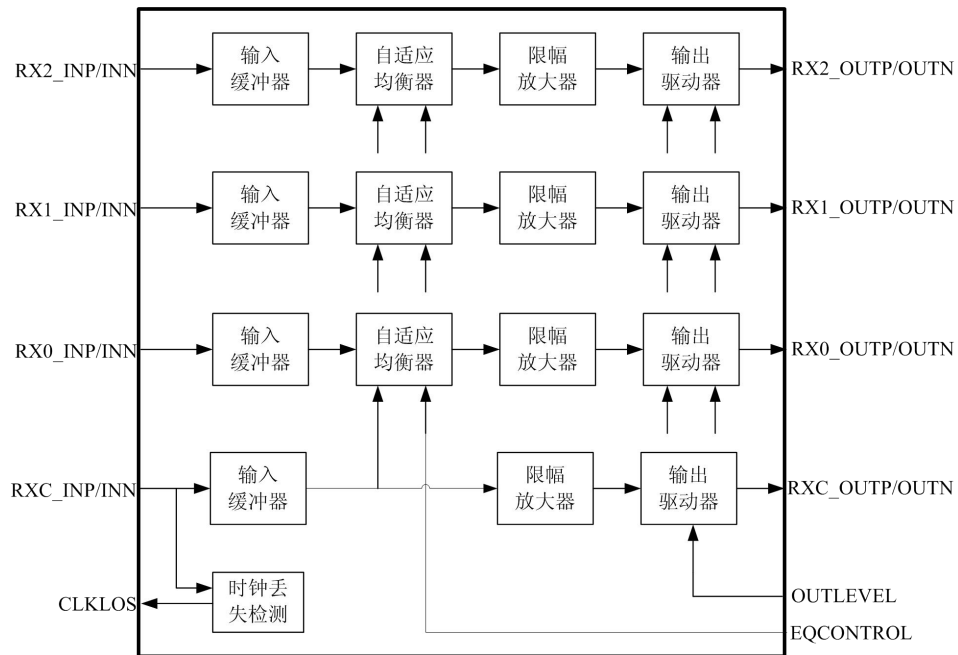 RX2_INP/INN
输入
缓冲器
自适应
均衡器
限幅
放大器
输出
驱动器
RX2_OUTP/OUTN
RX1_INP/INN
输入
缓冲器
自适应
均衡器
限幅
放大器
输出
驱动器
RX1_OUTP/OUTN
RX0_INP/INN
输入
缓冲器
自适应
均衡器
限幅
放大器
输出
驱动器
RX0_OUTP/OUTN
RXC_INP/INN
输入
缓冲器
限幅
放大器
输出
驱动器
RXC_OUTP/OUTN
CLKLOS
时钟丢
失检测
OUTLEVEL
EQCONTROL